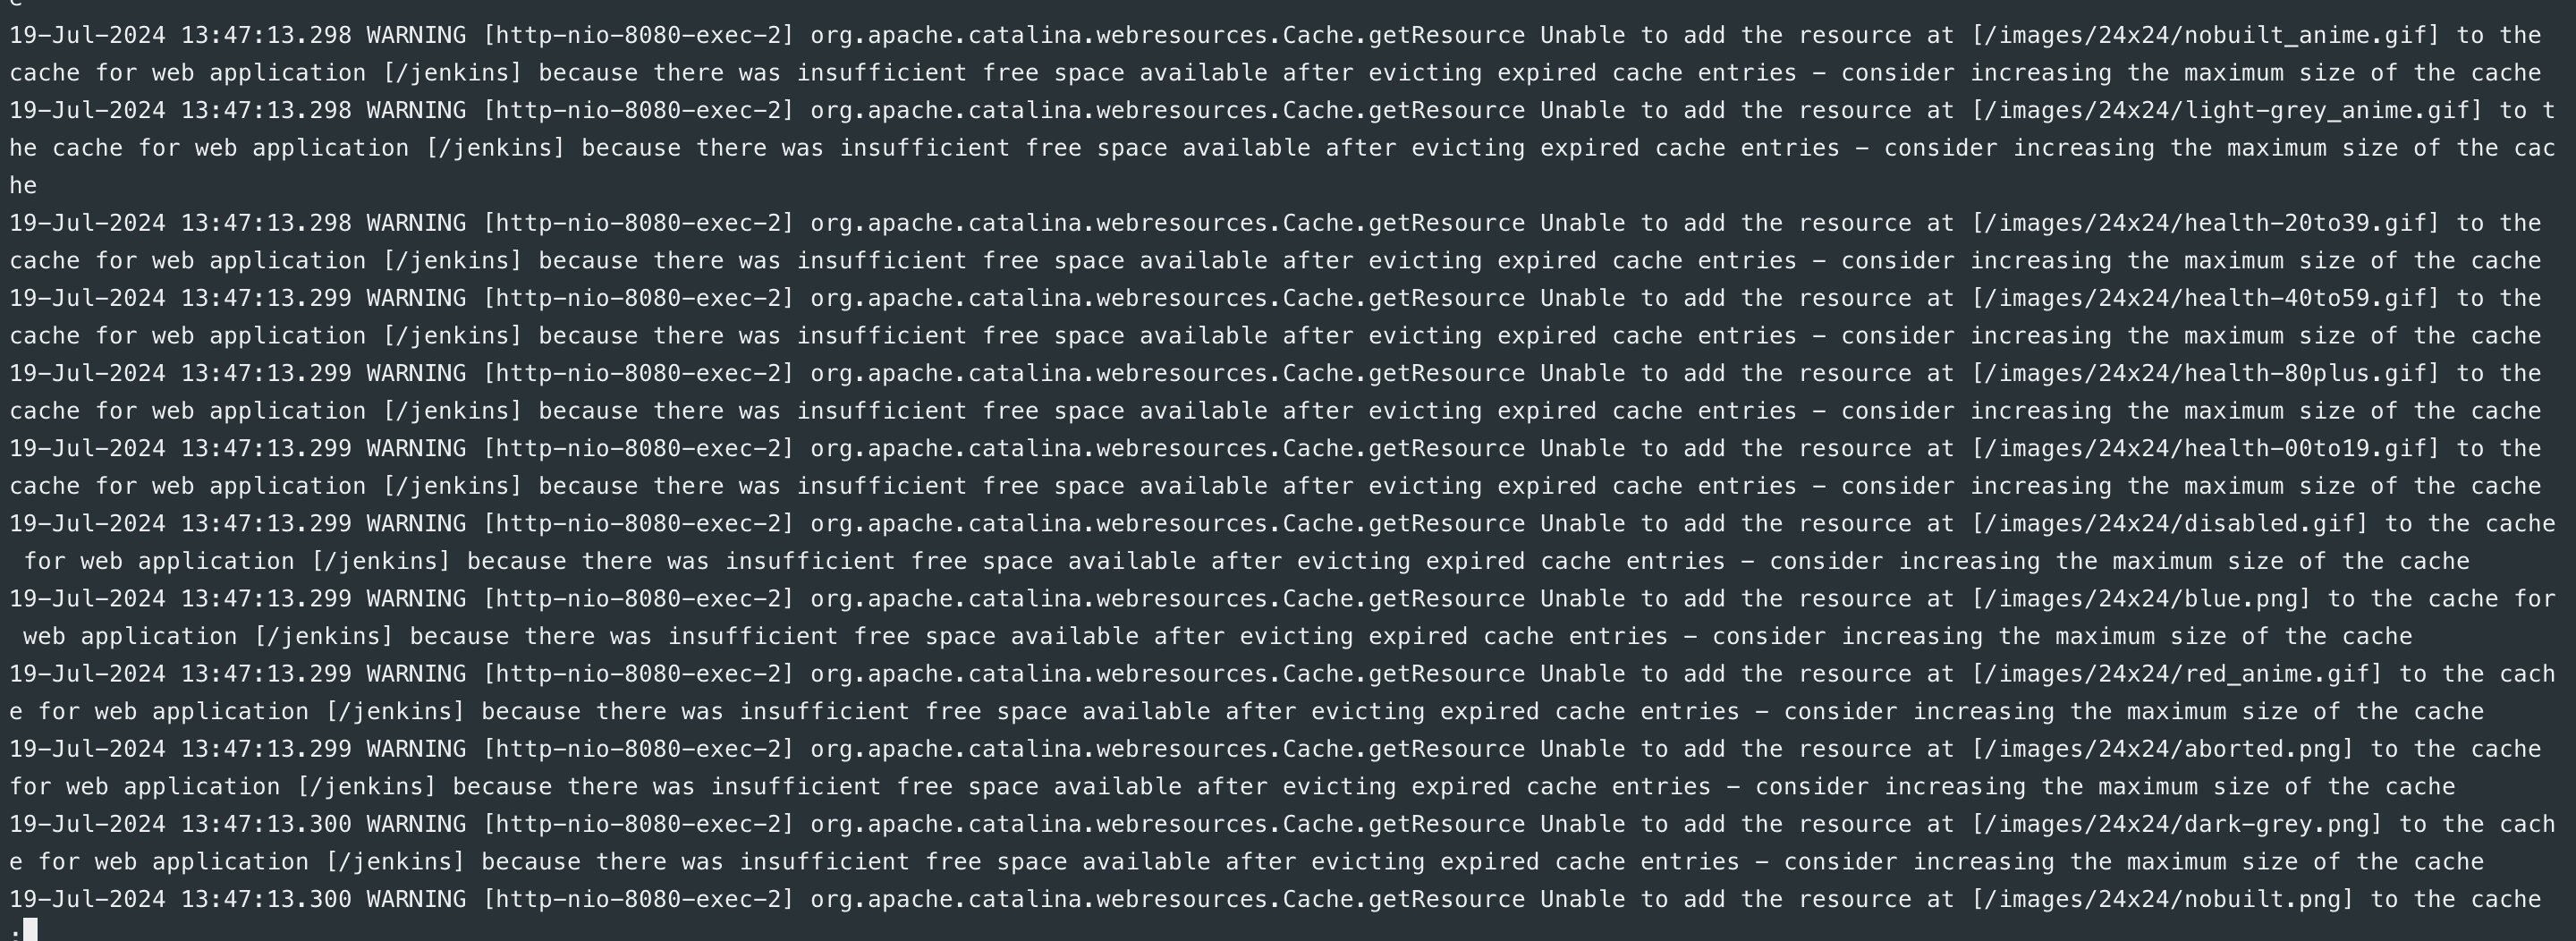 e
19-Jul-2024 13:47:13.298 WARNING [http-nio-8080-exec-2] org.apache.catalina.webresources.Cache.getResource Unable to add the resource at [/images/24x24/nobuilt_anime.gif] to the
cache for web application [/jenkins] because there was insufficient free space available after evicting expired cache entries - consider increasing the maximum size of the cache
19-Jul-2024 13:47:13.298 WARNING [http-nio-8080-exec-2] org.apache.catalina.webresources.Cache.getResource Unable to add the resource at [/images/24x24/light-grey_anime.gif] to t
he cache for web application [/jenkins] because there was insufficient free space available after evicting expired cache entries - consider increasing the maximum size of the cac
he
19-Jul-2024 13:47:13.298 WARNING [http-nio-8080-exec-2] org.apache.catalina.webresources.Cache.getResource Unable to add the resource at [/images/24x24/health-20to39.gif] to the
cache for web application [/jenkins] because there was insufficient free space available after evicting expired cache entries - consider increasing the maximum size of the cache
19-Jul-2024 13:47:13.299 WARNING [http-nio-8080-exec-2] org.apache.catalina.webresources.Cache.getResource Unable to add the resource at [/images/24x24/health-40to59.gif] to the
cache for web application [/jenkins] because there was insufficient free space available after evicting expired cache entries - consider increasing the maximum size of the cache
19-Jul-2024 13:47:13.299 WARNING [http-nio-8080-exec-2] org.apache.catalina.webresources.Cache.getResource Unable to add the resource at [/images/24x24/health-80plus.gif] to the
cache for web application [/jenkins] because there was insufficient free space available after evicting expired cache entries - consider increasing the maximum size of the cache
19-Jul-2024 13:47:13.299 WARNING [http-nio-8080-exec-2] org.apache.catalina.webresources.Cache.getResource Unable to add the resource at [/images/24x24/health-00to19.gif] to the
cache for web application [/jenkins] because there was insufficient free space available after evicting expired cache entries - consider increasing the maximum size of the cache
19-Jul-2024 13:47:13.299 WARNING [http-nio-8080-exec-2] org.apache.catalina.webresources.Cache.getResource Unable to add the resource at [/images/24x24/disabled.gif] to the cache
 for web application [/jenkins] because there was insufficient free space available after evicting expired cache entries - consider increasing the maximum size of the cache
19-Jul-2024 13:47:13.299 WARNING [http-nio-8080-exec-2] org.apache.catalina.webresources.Cache.getResource Unable to add the resource at [/images/24x24/blue.png] to the cache for
 web application [/jenkins] because there was insufficient free space available after evicting expired cache entries - consider increasing the maximum size of the cache
19-Jul-2024 13:47:13.299 WARNING [http-nio-8080-exec-2] org.apache.catalina.webresources.Cache.getResource Unable to add the resource at [/images/24x24/red_anime.gif] to the cach
e for web application [/jenkins] because there was insufficient free space available after evicting expired cache entries - consider increasing the maximum size of the cache
19-Jul-2024 13:47:13.299 WARNING [http-nio-8080-exec-2] org.apache.catalina.webresources.Cache.getResource Unable to add the resource at [/images/24x24/aborted.png] to the cache
for web application [/jenkins] because there was insufficient free space available after evicting expired cache entries - consider increasing the maximum size of the cache
19-Jul-2024 13:47:13.300 WARNING [http-nio-8080-exec-2] org.apache.catalina.webresources.Cache.getResource Unable to add the resource at [/images/24x24/dark-grey.png] to the cach
e for web application [/jenkins] because there was insufficient free space available after evicting expired cache entries - consider increasing the maximum size of the cache
19-Jul-2024 13:47:13.300 WARNING [http-nio-8080-exec-2] org.apache.catalina.webresources.Cache.getResource Unable to add the resource at [/images/24x24/nobuilt.png] to the cache
: